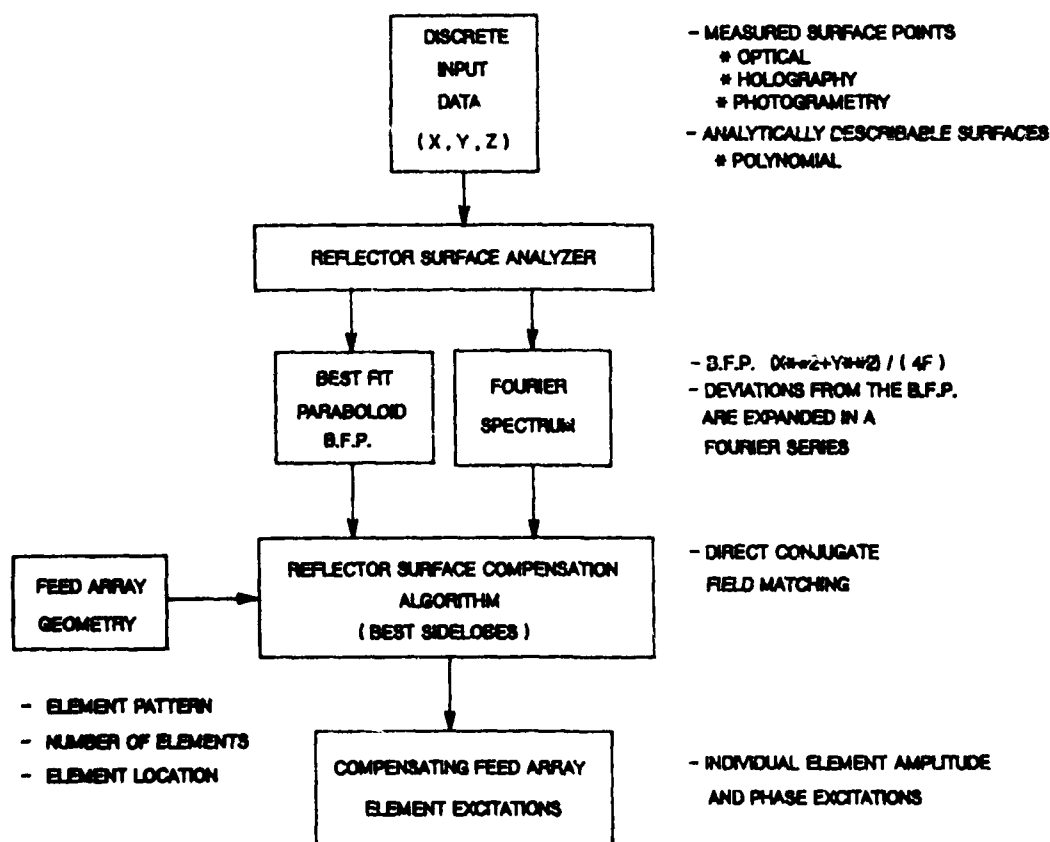 DISCRETE
INPUT
DATA
(X, Y, Z)
- MEASURED SURFACE POINTS
* OPTICAL
* HOLOGRAPHY
* PHOTOGRAMETRY
- ANALYTICALLY DESCRIBABLE SURFACES
* POLYNOMIAL
REFLECTOR SURFACE ANALYZER
BEST FIT
PARABOLOID
B.F.P.
FOURIER
SPECTRUM
- B.F.P. (X**2+Y**2) / ( 4F )
- DEVIATIONS FROM THE B.F.P.
ARE EXPANDED IN A
FOURIER SERIES
FEED ARRAY
GEOMETRY
REFLECTOR SURFACE COMPENSATION
ALGORITHM
( BEST SIDELOBES )
- DIRECT CONJUGATE
FIELD MATCHING
- ELEMENT PATTERN
- NUMBER OF ELEMENTS
- ELEMENT LOCATION
COMPENSATING FEED ARRAY
ELEMENT EXCITATIONS
- INDIVIDUAL ELEMENT AMPLITUDE
AND PHASE EXCITATIONS